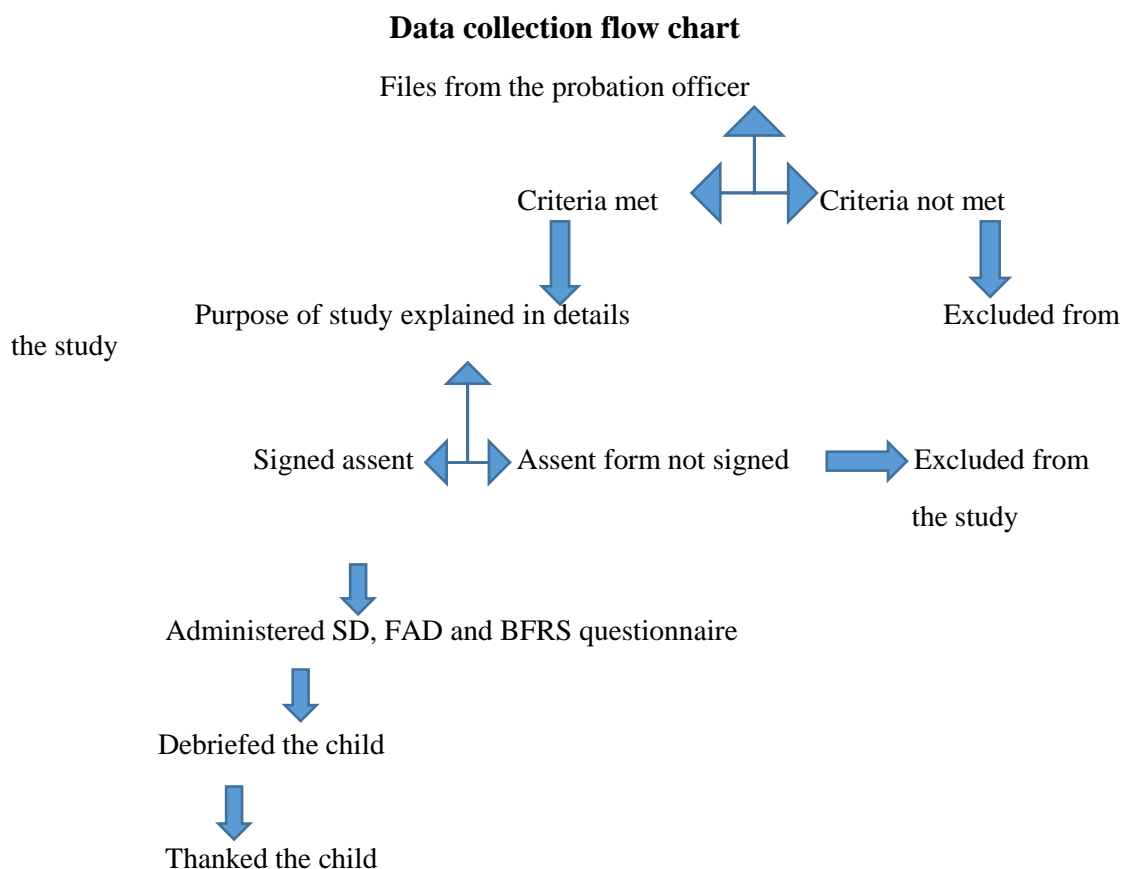 Data collection flow chart
Files from the probation officer
Criteria met Criteria not met
Purpose of study explained in details Excluded from
the study
Signed assent Assent form not signed Excluded from
the study
Administered SD, FAD and BFRS questionnaire
Debriefed the child
Thanked the child